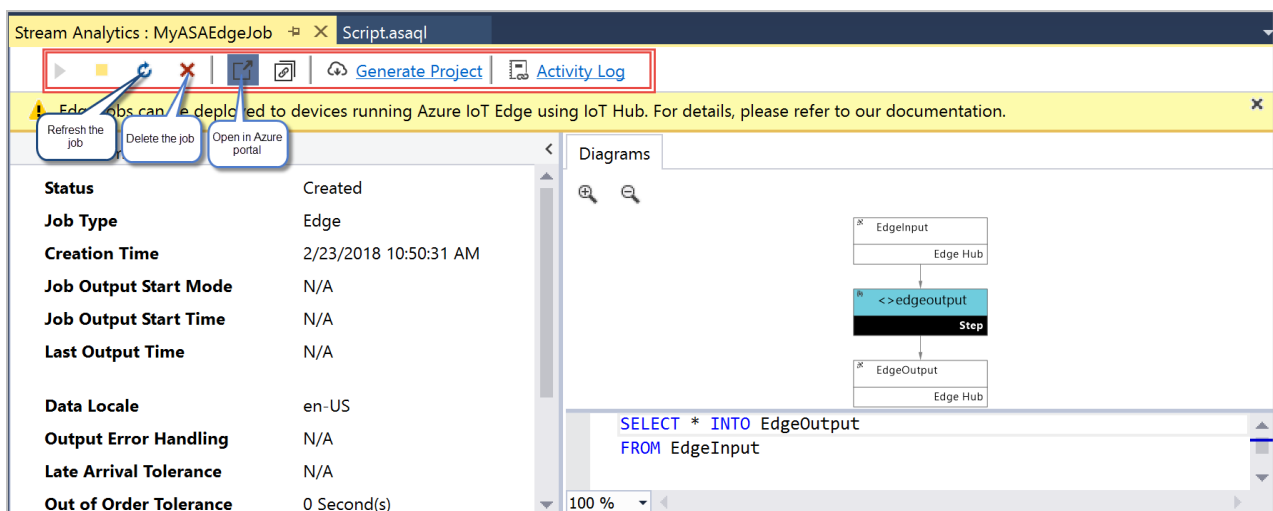 Stream Analytics : MyASAEdgeJob
Script.asaql
Generate Project
Activity Log
Edge Jobs can be deployed to devices running Azure IoT Edge using IoT Hub. For details, please refer to our documentation.
Refresh the
job
Delete the job
Open in Azure
portal
Status Created
Job Type Edge
Creation Time 2/23/2018 10:50:31 AM
Job Output Start Mode N/A
Job Output Start Time N/A
Last Output Time N/A
Data Locale en-US
Output Error Handling N/A
Late Arrival Tolerance N/A
Out of Order Tolerance 0 Second(s)
Diagrams
EdgeInput
Edge Hub
<>edgeoutput
Step
EdgeOutput
Edge Hub
SELECT * INTO EdgeOutput
FROM EdgeInput
100 %